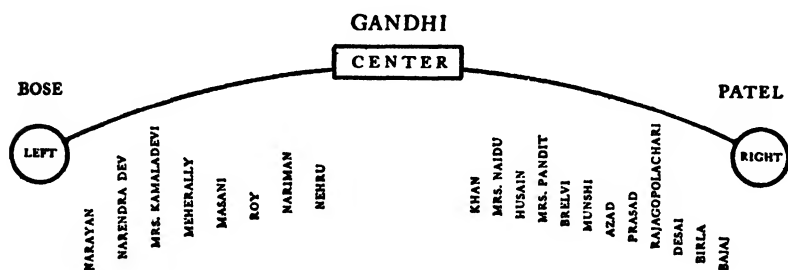 GANDHI
CENTER
BOSE
PATEL
LEFT
RIGHT
NARAYAN
NARENDRA DEV
MRS. KAMALADEVI
MEHERALLY
MASANI
ROY
NARIMAN
NEHRU
KHAN
MRS. NAIDU
HUSAIN
MRS. PANDIT
BRELVI
MUNSHI
AZAD
PRASAD
RAJAGOPOLACHARI
DESAI
BIRLA
BAJAJ